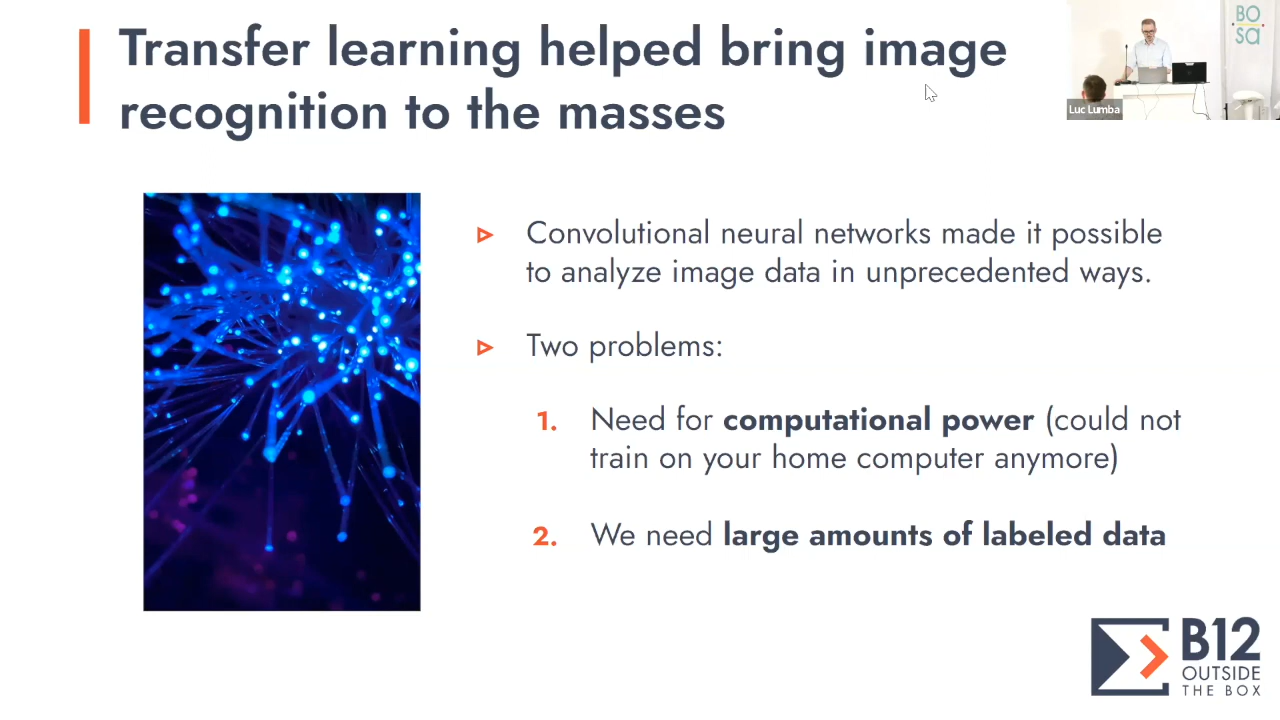 Transfer learning helped bring image
recognition to the masses
BO
sa
Luc Lumba
Convolutional neural networks made it possible
to analyze image data in unprecedented ways.
Two problems:
1. Need for computational power (could not
train on your home computer anymore)
2. We need large amounts of labeled data
B12
OUTSIDE
THE BOX